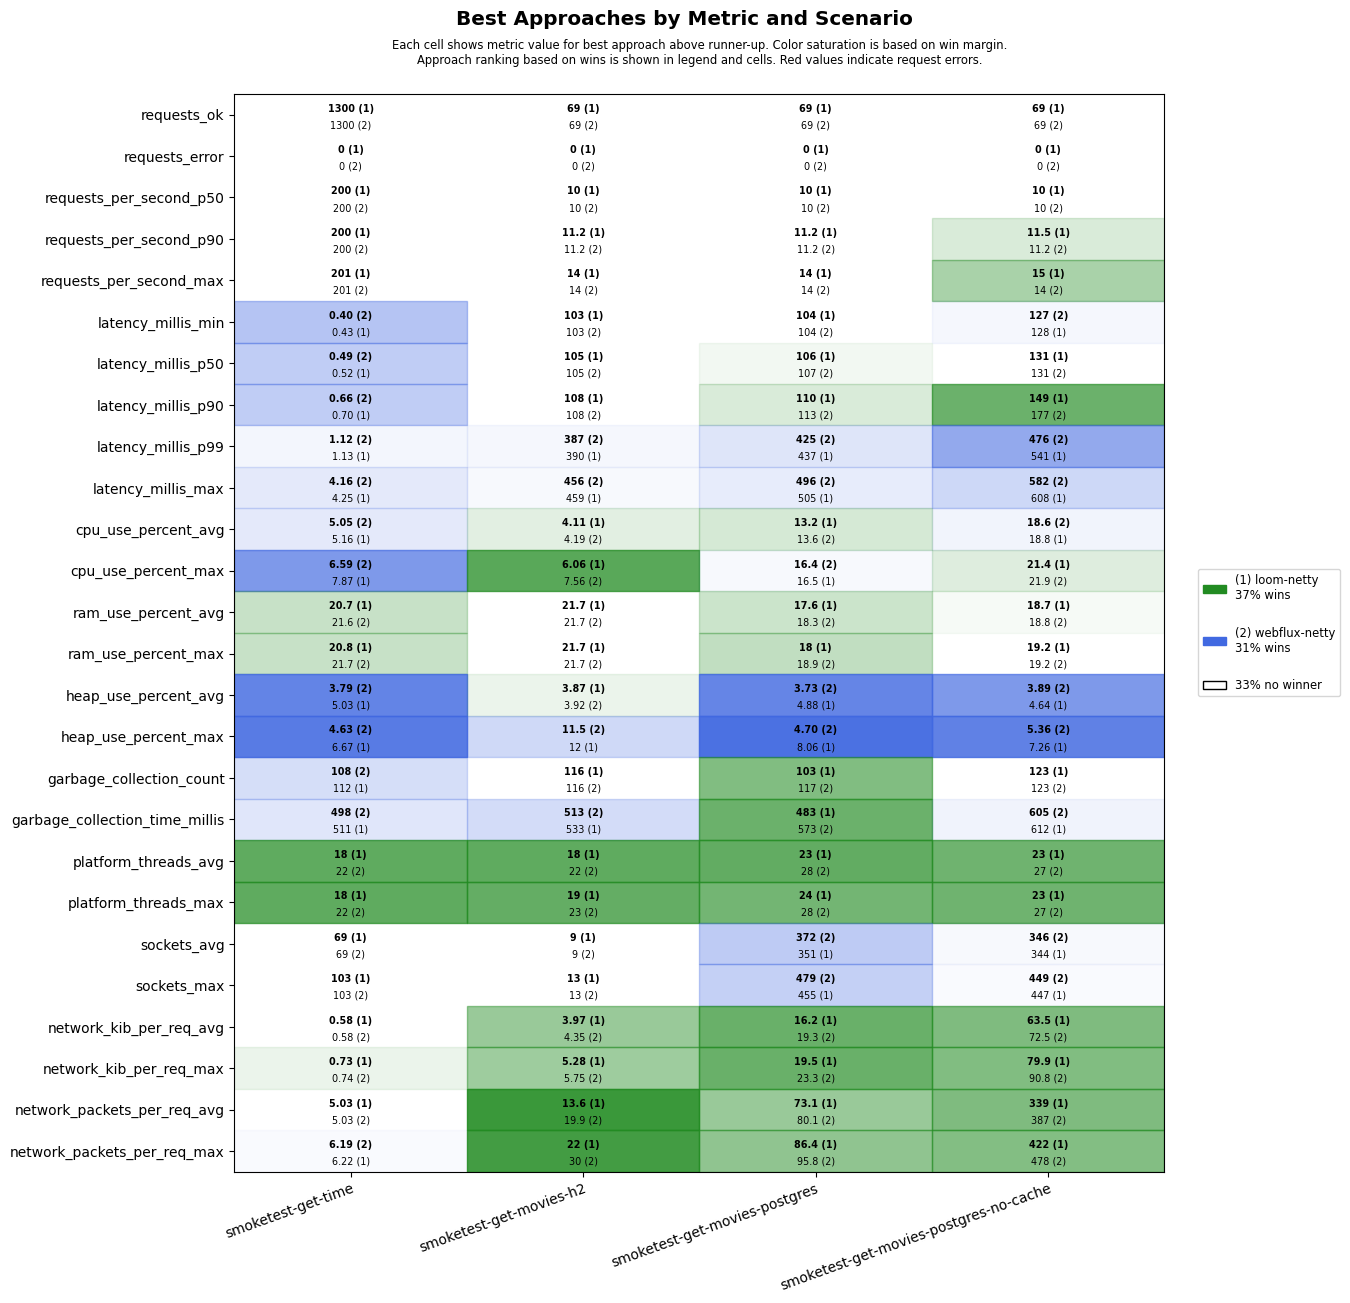 Best Approaches by Metric and Scenario
Each cell shows metric value for best approach above runner-up. Color saturation is based on win margin.
Approach ranking based on wins is shown in legend and cells. Red values indicate request errors.
requests_ok
1300 (1) 69 (1) 69 (1) 69 (1)
1300 (2) 69 (2) 69 (2) 69 (2)
requests_error
0 (1) 0 (1) 0 (1) 0 (1)
0 (2) 0 (2) 0 (2) 0 (2)
requests_per_second_p50
200 (1) 10 (1) 10 (1) 10 (1)
200 (2) 10 (2) 10 (2) 10 (2)
requests_per_second_p90
200 (1) 11.2 (1) 11.2 (1) 11.5 (1)
200 (2) 11.2 (2) 11.2 (2) 11.2 (2)
requests_per_second_max
201 (1) 14 (1) 14 (1) 15 (1)
201 (2) 14 (2) 14 (2) 14 (2)
latency_millis_min
0.40 (2) 103 (1) 104 (1) 127 (2)
0.43 (1) 103 (2) 104 (2) 128 (1)
latency_millis_p50
0.49 (2) 105 (1) 106 (1) 131 (1)
0.52 (1) 105 (2) 107 (2) 131 (2)
latency_millis_p90
0.66 (2) 108 (1) 110 (1) 149 (1)
0.70 (1) 108 (2) 113 (2) 177 (2)
latency_millis_p99
1.12 (2) 387 (2) 425 (2) 476 (2)
1.13 (1) 390 (1) 437 (1) 541 (1)
latency_millis_max
4.16 (2) 456 (2) 496 (2) 582 (2)
4.25 (1) 459 (1) 505 (1) 608 (1)
cpu_use_percent_avg
5.05 (2) 4.11 (1) 13.2 (1) 18.6 (2)
5.16 (1) 4.19 (2) 13.6 (2) 18.8 (1)
cpu_use_percent_max
6.59 (2) 6.06 (1) 16.4 (2) 21.4 (1)
7.87 (1) 7.56 (2) 16.5 (1) 21.9 (2)
ram_use_percent_avg
20.7 (1) 21.7 (1) 17.6 (1) 18.7 (1)
21.6 (2) 21.7 (2) 18.3 (2) 18.8 (2)
ram_use_percent_max
20.8 (1) 21.7 (1) 18 (1) 19.2 (1)
21.7 (2) 21.7 (2) 18.9 (2) 19.2 (2)
heap_use_percent_avg
3.79 (2) 3.87 (1) 3.73 (2) 3.89 (2)
5.03 (1) 3.92 (2) 4.88 (1) 4.64 (1)
heap_use_percent_max
4.63 (2) 11.5 (2) 4.70 (2) 5.36 (2)
6.67 (1) 12 (1) 8.06 (1) 7.26 (1)
garbage_collection_count
108 (2) 116 (1) 103 (1) 123 (1)
112 (1) 116 (2) 117 (2) 123 (2)
garbage_collection_time_millis
498 (2) 513 (2) 483 (1) 605 (2)
511 (1) 533 (1) 573 (2) 612 (1)
platform_threads_avg
18 (1) 18 (1) 23 (1) 23 (1)
22 (2) 22 (2) 28 (2) 27 (2)
platform_threads_max
18 (1) 19 (1) 24 (1) 23 (1)
22 (2) 23 (2) 28 (2) 27 (2)
sockets_avg
69 (1) 9 (1) 372 (2) 346 (2)
69 (2) 9 (2) 351 (1) 344 (1)
sockets_max
103 (1) 13 (1) 479 (2) 449 (2)
103 (2) 13 (2) 455 (1) 447 (1)
network_kib_per_req_avg
0.58 (1) 3.97 (1) 16.2 (1) 63.5 (1)
0.58 (2) 4.35 (2) 19.3 (2) 72.5 (2)
network_kib_per_req_max
0.73 (1) 5.28 (1) 19.5 (1) 79.9 (1)
0.74 (2) 5.75 (2) 23.3 (2) 90.8 (2)
network_packets_per_req_avg
5.03 (1) 13.6 (1) 73.1 (1) 339 (1)
5.03 (2) 19.9 (2) 80.1 (2) 387 (2)
network_packets_per_req_max
6.19 (2) 22 (1) 86.4 (1) 422 (1)
6.22 (1) 30 (2) 95.8 (2) 478 (2)
smoketest-get-time
smoketest-get-movies-h2
smoketest-get-movies-postgres
smoketest-get-movies-postgres-no-cache
(1) loom-netty
37% wins
(2) webflux-netty
31% wins
33% no winner